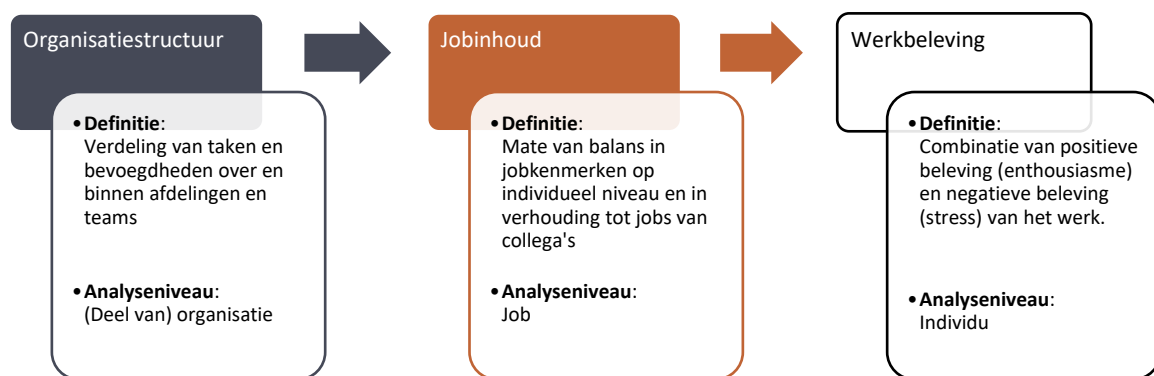 Organisatiestructuur
•Definitie:
Verdeling van taken en
bevoegdheden over en
binnen afdelingen en
teams
•Analyseniveau:
(Deel van) organisatie
Jobinhoud
•Definitie:
Mate van balans in
jobkenmerken op
individueel niveau en in
verhouding tot jobs van
collega's
•Analyseniveau:
Job
Werkbeleving
•Definitie:
Combinatie van positieve
beleving (enthousiasme)
en negatieve beleving
(stress) van het werk.
•Analyseniveau:
Individu